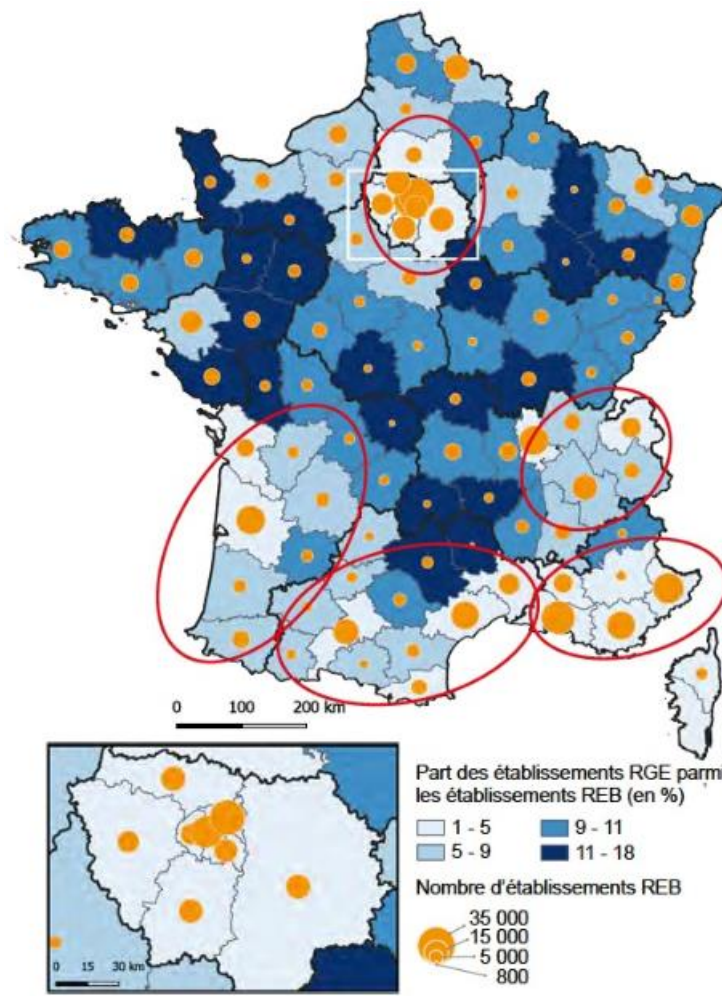 0 100 200 km
Part des établissements RGE parmi
les établissements REB (en %)
1 - 5
9 - 11
5 - 9
11 - 18
Nombre d'établissements REB
35 000
15 000
5 000
800
0 15 30 km